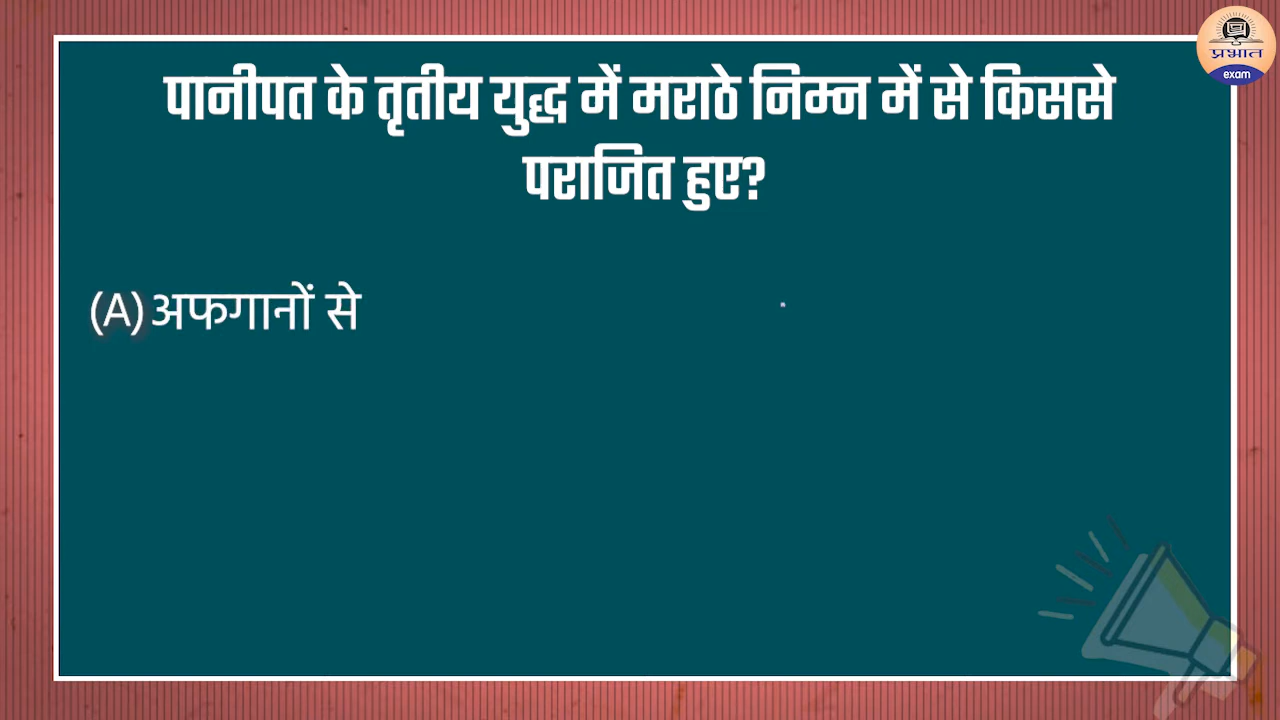 प्रभात
exam
पानीपत के तृतीय युद्ध में मराठे निम्न में से किससे
पराजित हुए?
(A) अफगानों से